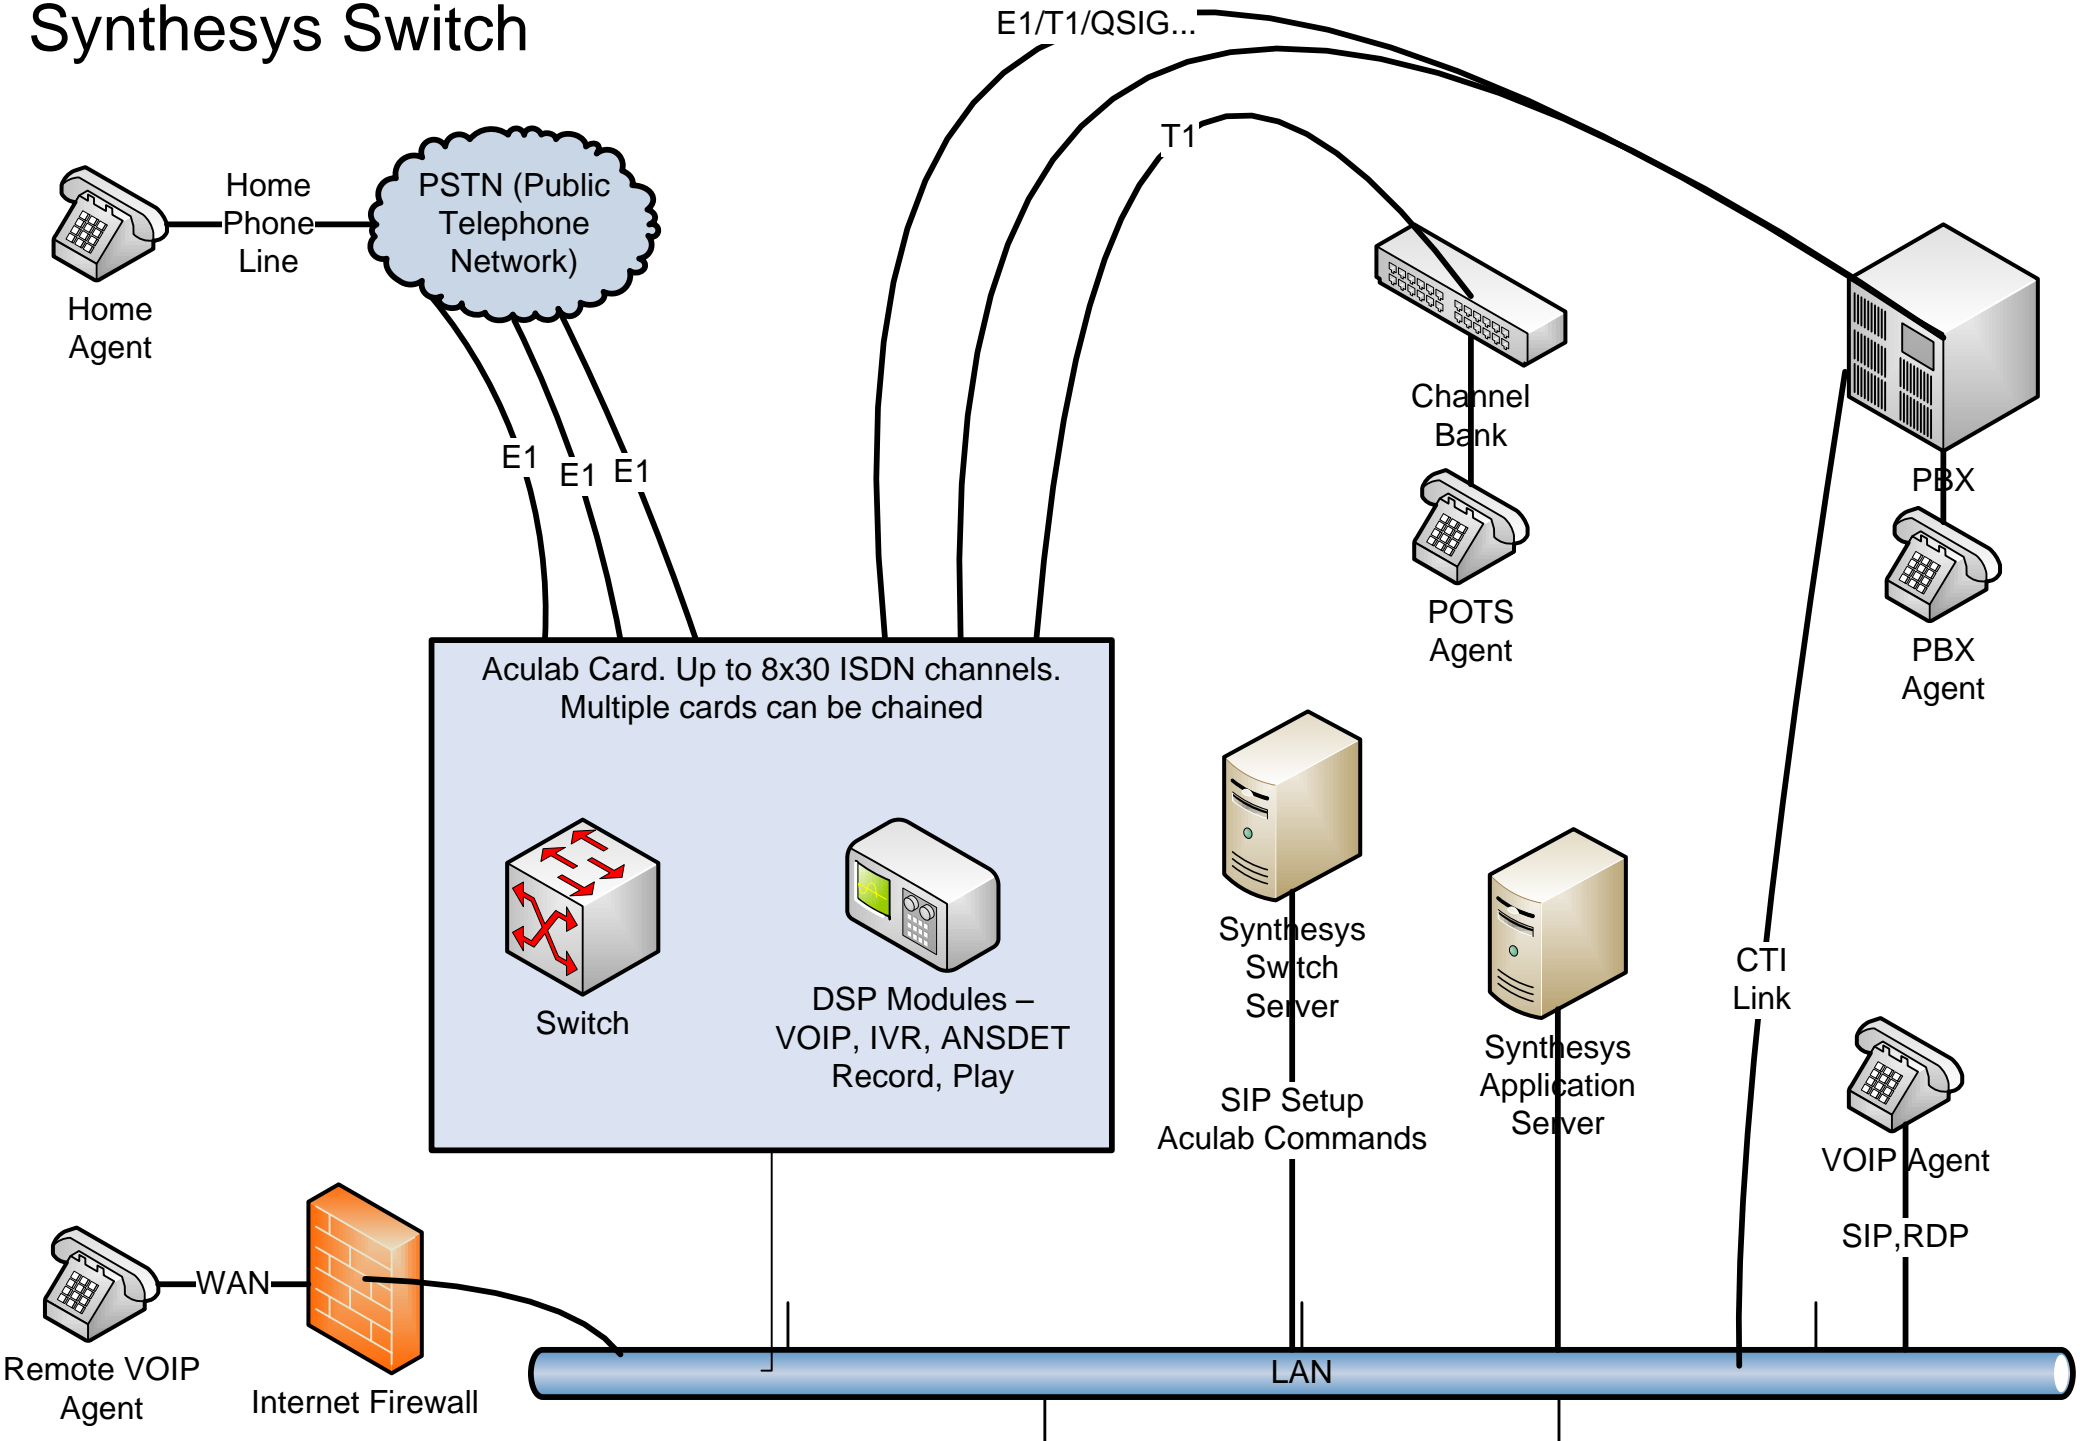 Synthesys Switch
E1/T1/QSIG...
T1
Home
Phone
Line
PSTN (Public
Telephone
Network)
Home
Agent
E1
E1
E1
Channel
Bank
PBX
POTS
Agent
PBX
Agent
Aculab Card. Up to 8x30 ISDN channels.
Multiple cards can be chained
Switch
DSP Modules –
VOIP, IVR, ANSDET
Record, Play
Synthesys
Switch
Server
SIP Setup
Aculab Commands
Synthesys
Application
Server
CTI
Link
VOIP Agent
SIP,RDP
WAN
Remote VOIP
Agent
Internet Firewall
LAN